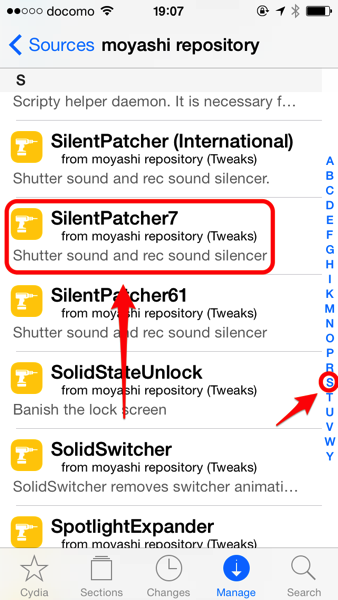 docomo 19:07
Sources moyashi repository
S
Scripty helper daemon. It is necessary f…
SilentPatcher (International)
from moyashi repository (Tweaks)
Shutter sound and rec sound silencer.
SilentPatcher7
from moyashi repository (Tweaks)
Shutter sound and rec sound silencer
SilentPatcher61
from moyashi repository (Tweaks)
Shutter sound and rec sound silencer
SolidStateUnlock
from moyashi repository (Tweaks)
Banish the lock screen
SolidSwitcher
from moyashi repository (Tweaks)
SolidSwitcher removes switcher animati…
SpotlightExpander
from moyashi repository (Tweaks)
A
B
C
D
E
F
G
H
I
K
M
N
O
P
R
S
T
U
V
W
Y
Cydia Sections Changes Manage Search